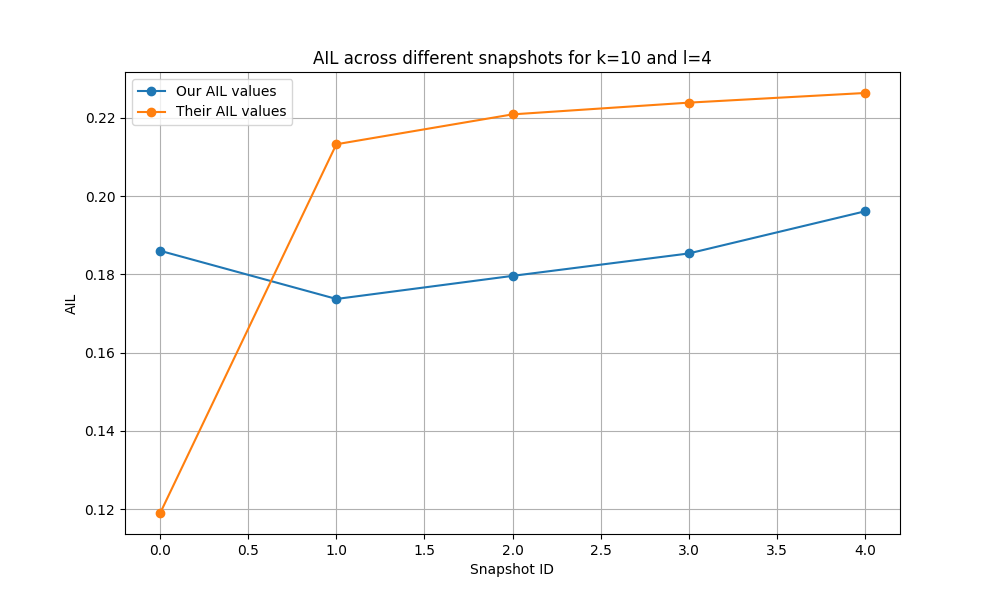 AIL across different snapshots for k=10 and l=4
Our AIL values
Their AIL values
0.22
0.20
0.18
0.16
0.14
0.12
AIL
0.0 0.5 1.0 1.5 2.0 2.5 3.0 3.5 4.0
Snapshot ID